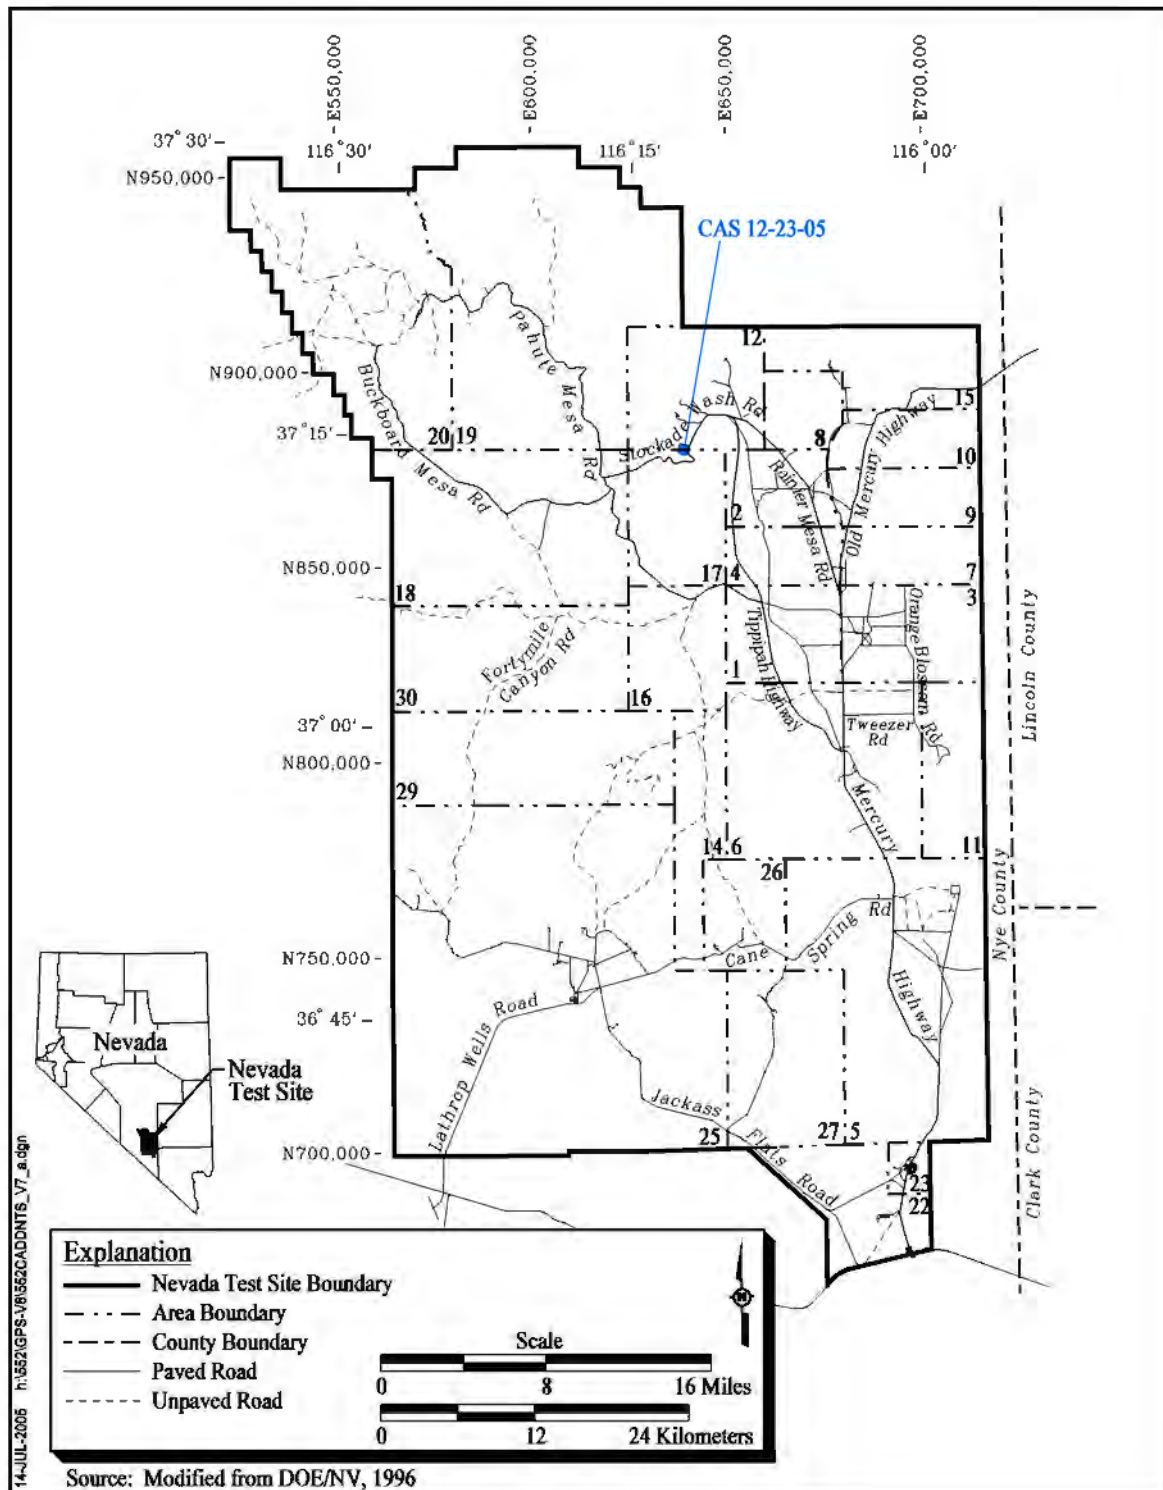 E550,000
E600,000
E650,000
E700,000
37° 30'
116° 30'
116° 15'
116° 00'
N950,000
CAS 12-23-05
Pahute Mesa Rd
12
N900,000
Buckboard Mesa Rd
Stockade Wash Rd
15
37° 15'
20 19
8
Old Mercury Highway
10
Rainier Mesa Rd
2
9
N850,000
17 4
7
18
3
Orange Blossom Rd
Lincoln County
Fortymile Canyon Rd
Tippipah Highway
1
30
16
37° 00'
Tweezer Rd
N800,000
29
Mercury
14 6
26
11
Nye County
Spring Rd
Cane
N750,000
Highway
36° 45'
Lathrop Wells Road
Nevada
Nevada Test Site
Jackass Flats Road
Clark County
25
27 5
N700,000
23
22
Explanation
Nevada Test Site Boundary
Area Boundary
County Boundary
Paved Road
Unpaved Road
N
Scale
0 8 16 Miles
0 12 24 Kilometers
Source: Modified from DOE/NV, 1996
14-JUL-2005 h:\552\GPS-V8\552CADDNTS_V7_a.dgn